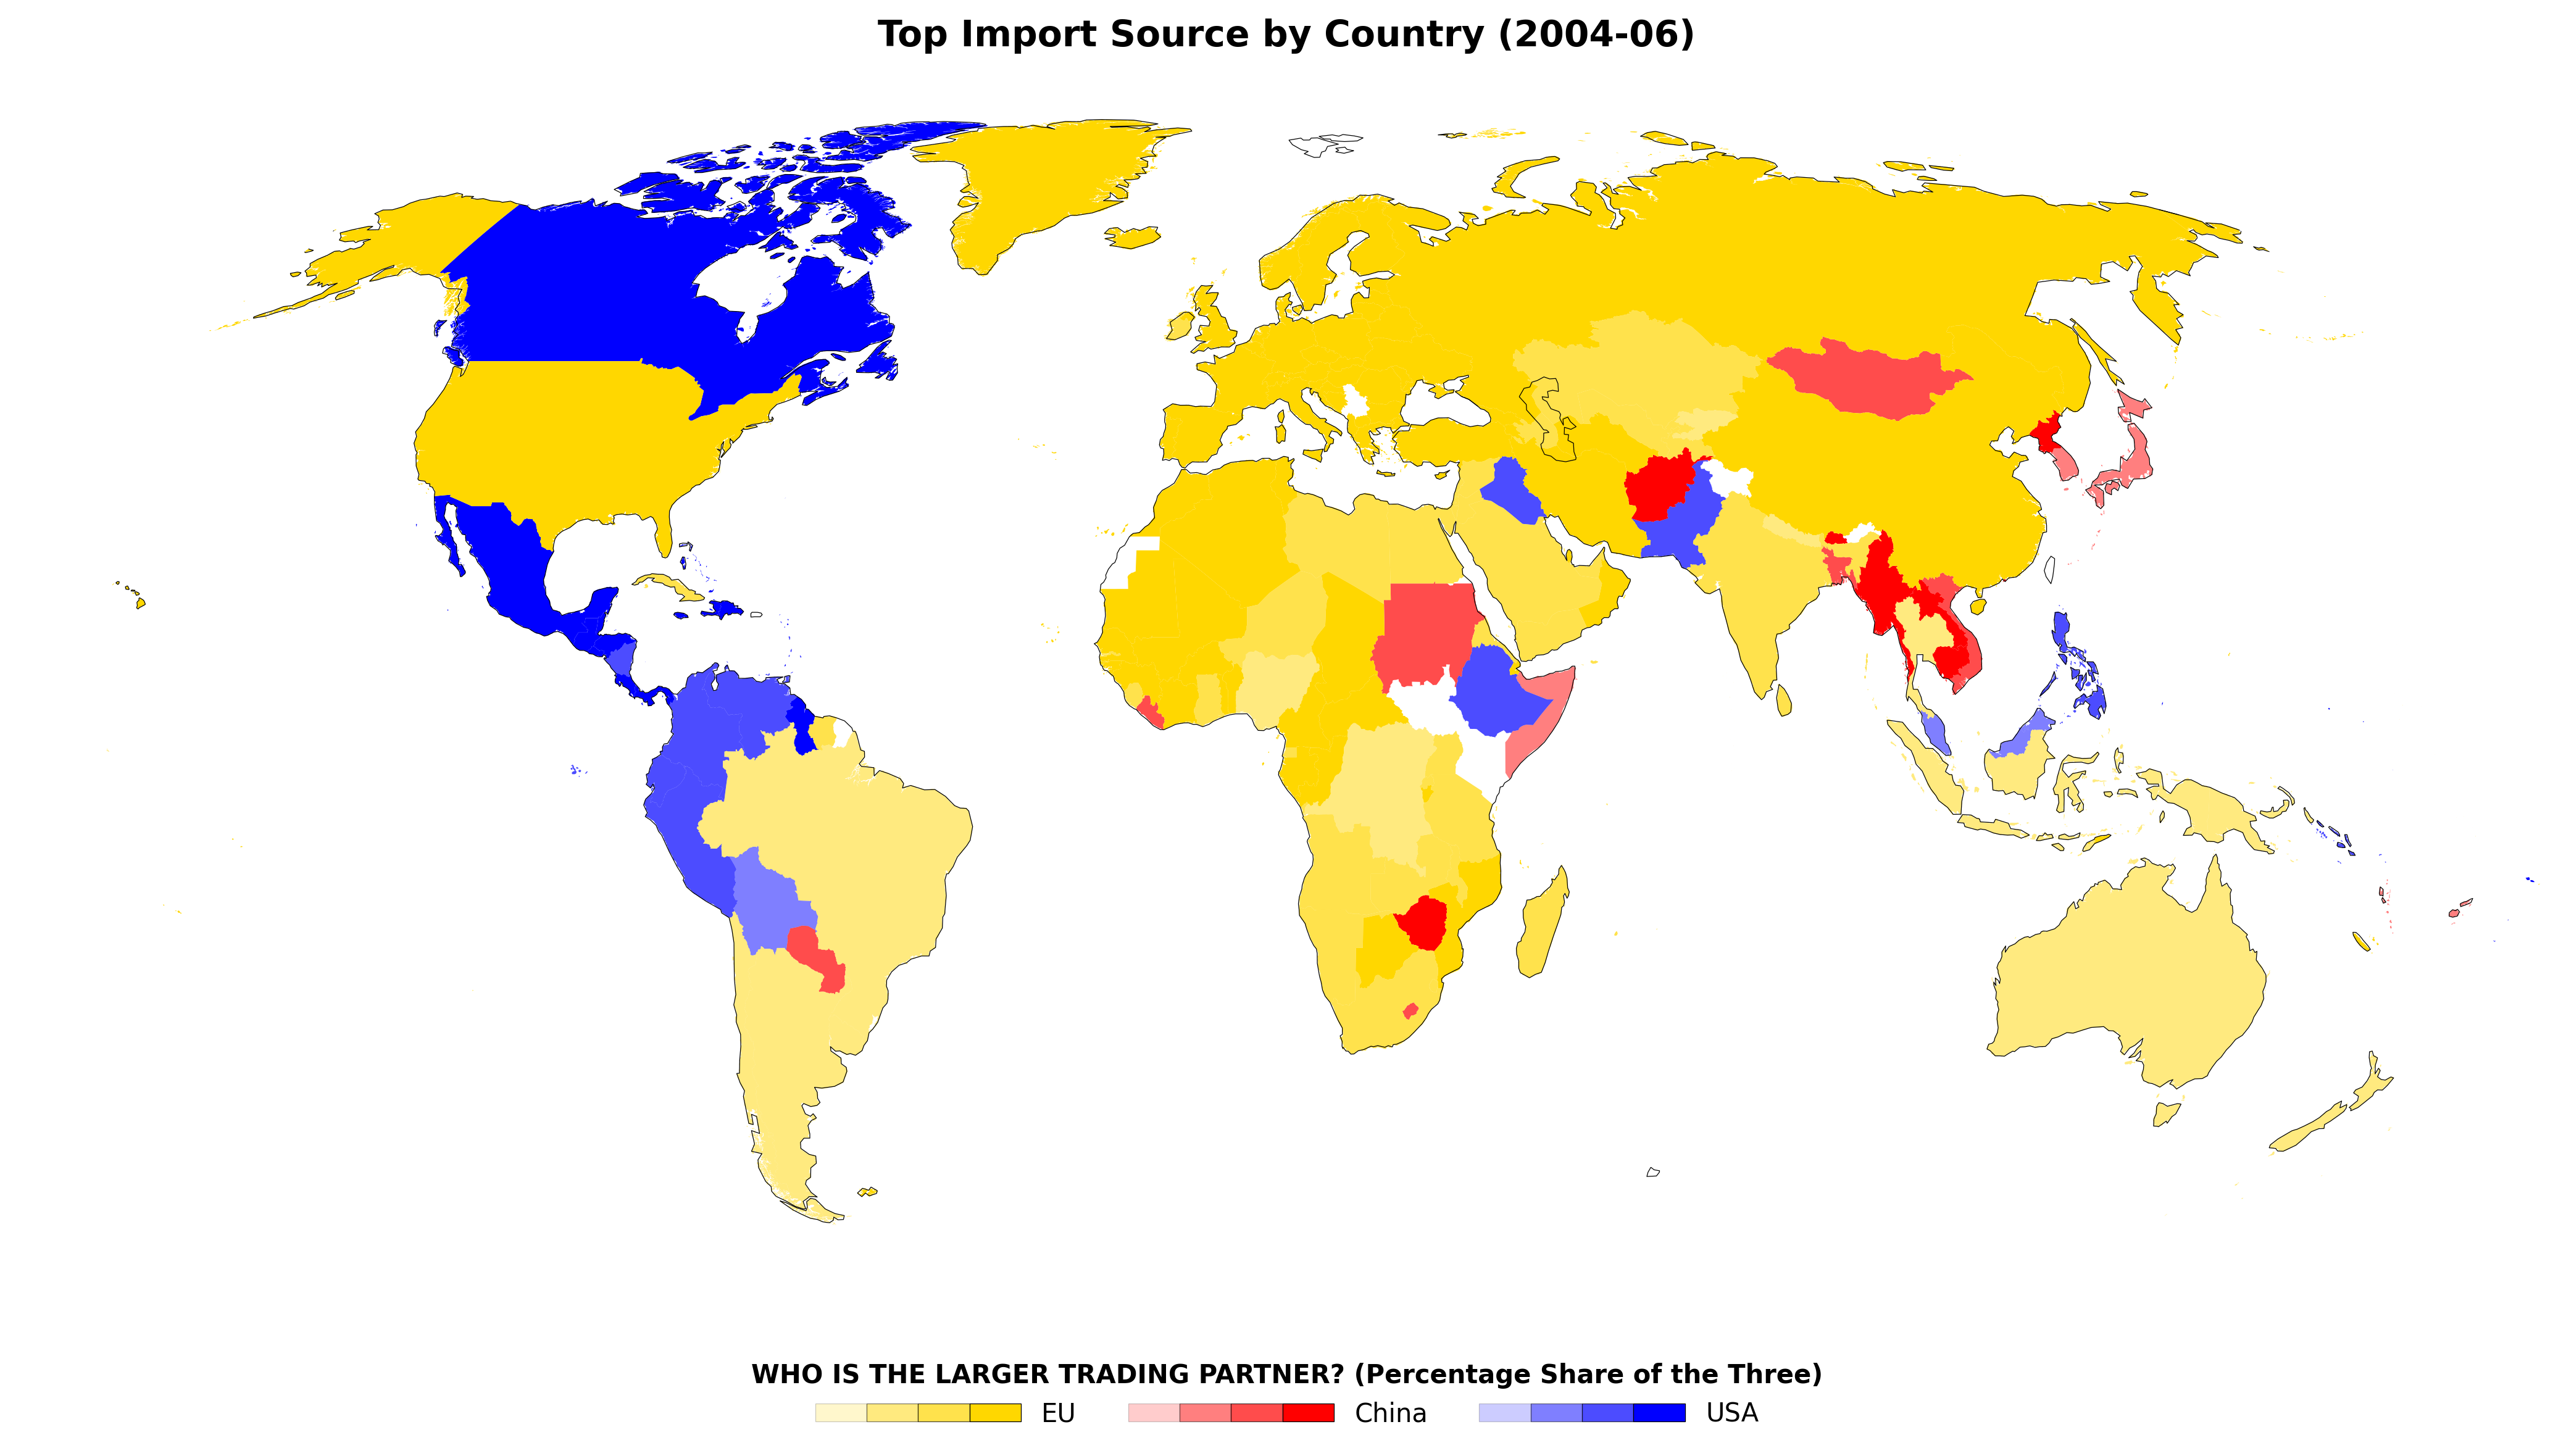 Top Import Source by Country (2004-06)
WHO IS THE LARGER TRADING PARTNER? (Percentage Share of the Three)
EU China USA